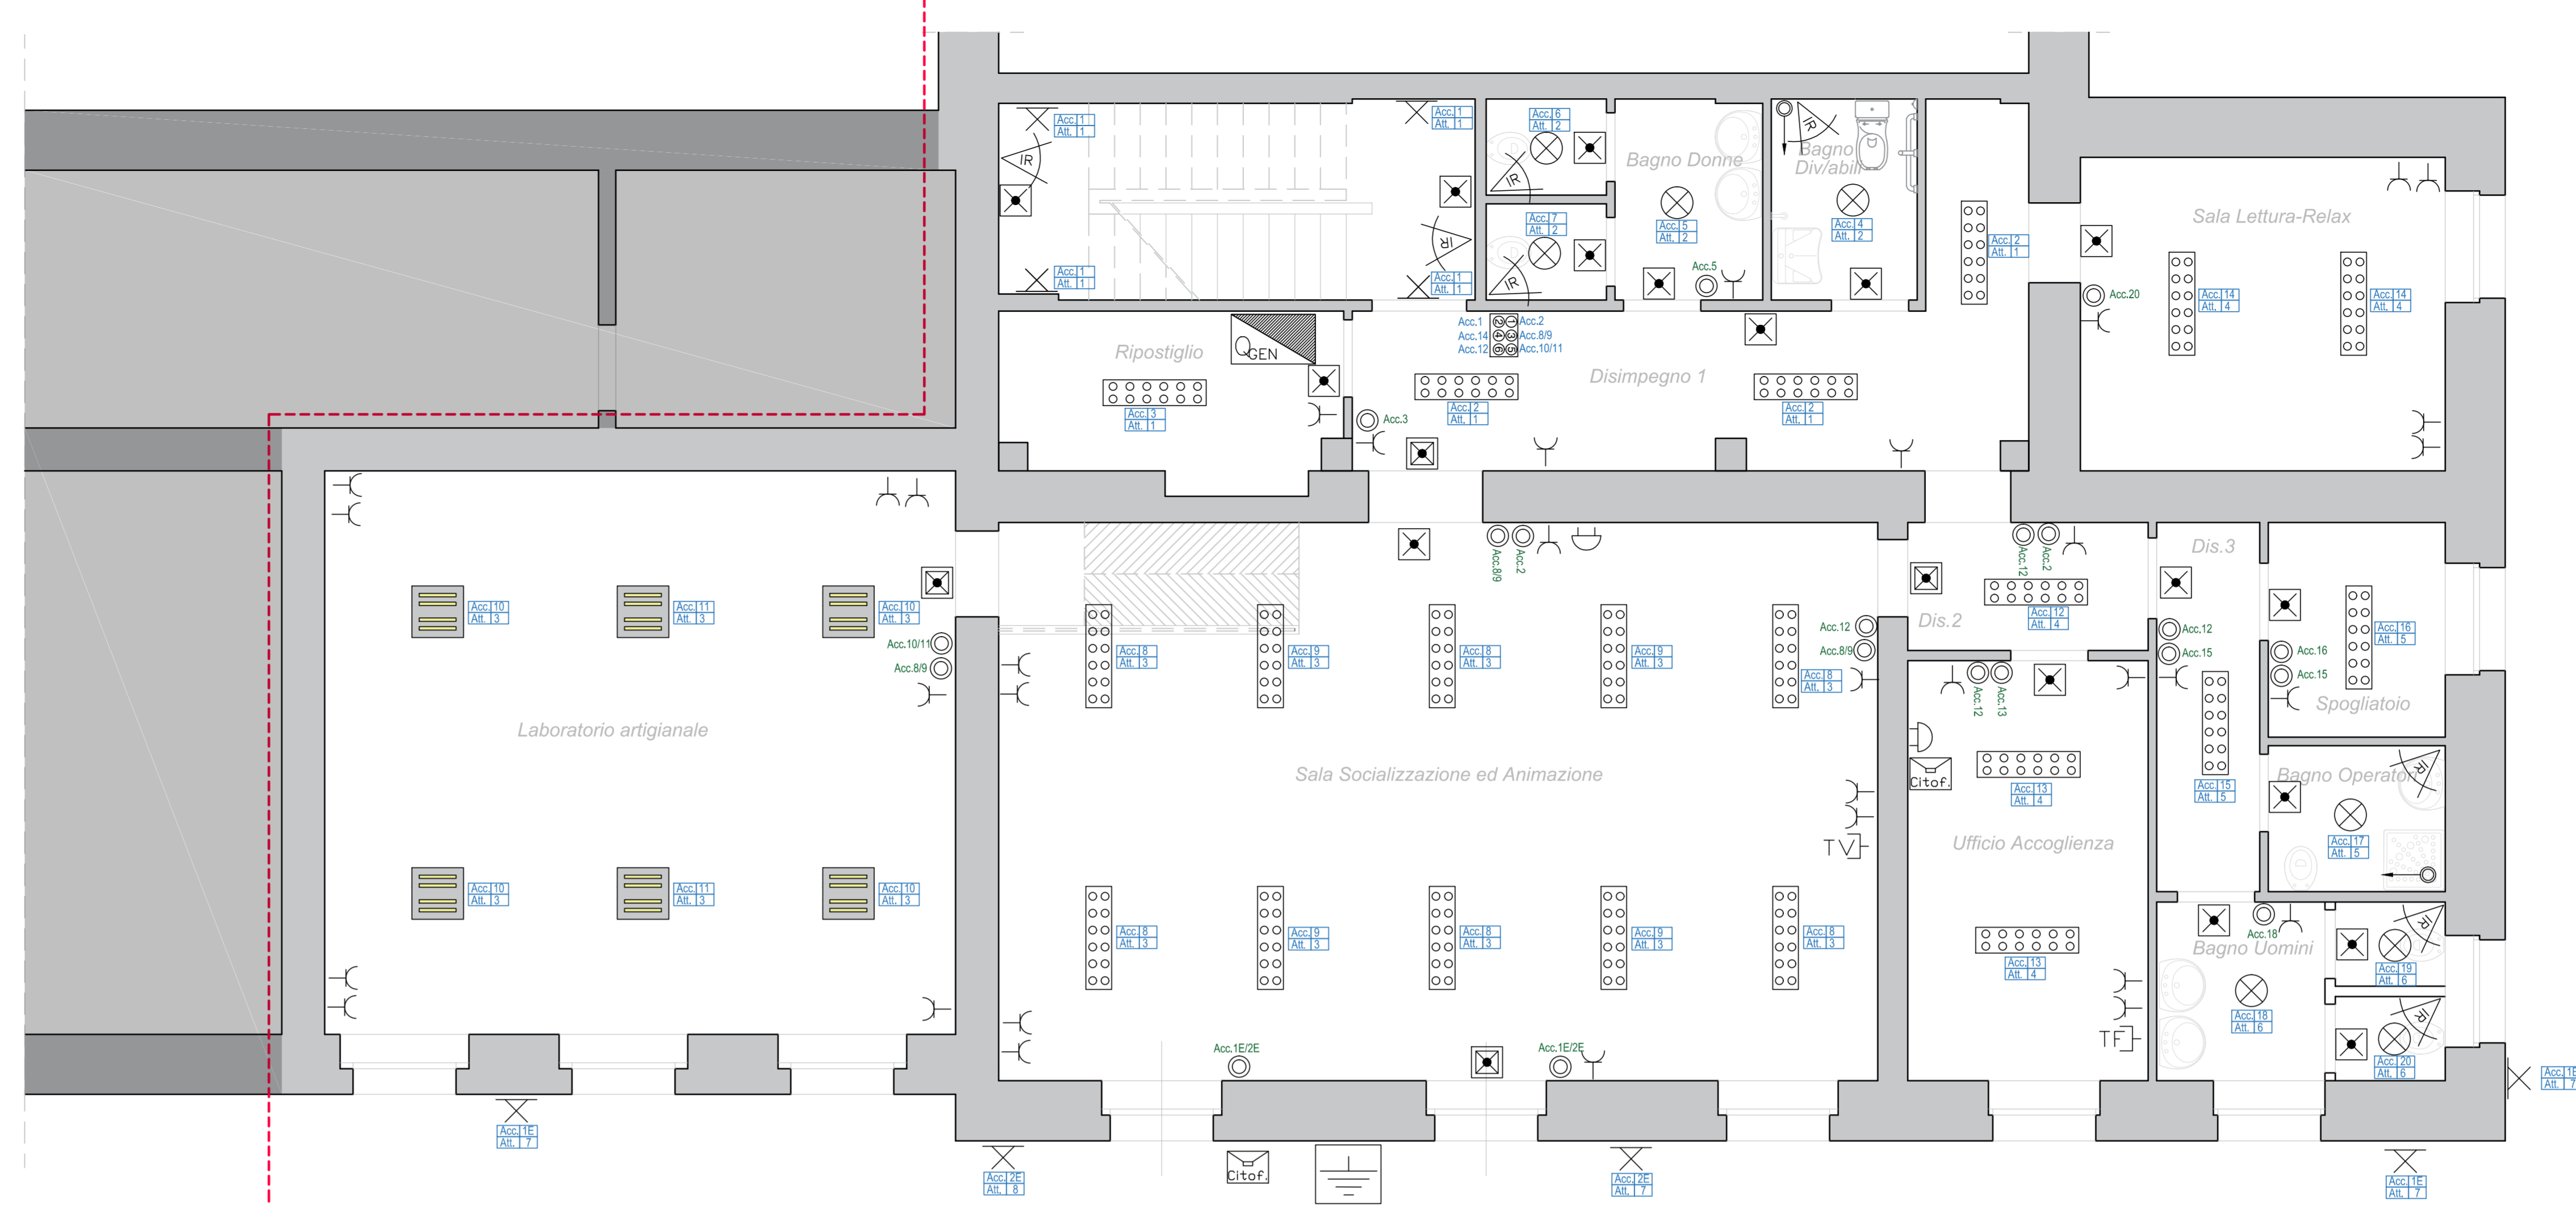 Acc. 1
Att. 1
IR
Acc. 1
Att. 1
Acc. 1
Att. 1
IR
Acc. 1
Att. 1
Acc. 6
Att. 2
IR
Acc. 7
Att. 2
IR
Bagno Donne
Acc. 5
Att. 2
Acc.5
IR
Bagno
Div/abili
Acc. 4
Att. 2
Acc. 2
Att. 1
Sala Lettura-Relax
Acc. 14
Att. 4
Acc. 14
Att. 4
Acc.20
Ripostiglio
QGEN
Acc. 3
Att. 1
Acc.3
Acc.1 2 1 Acc.2
Acc.14 4 3 Acc.8/9
Acc.12 6 5 Acc.10/11
Disimpegno 1
Acc. 2
Att. 1
Acc. 2
Att. 1
Laboratorio artigianale
Acc. 10
Att. 3
Acc. 11
Att. 3
Acc. 10
Att. 3
Acc.10/11
Acc.8/9
Acc. 10
Att. 3
Acc. 11
Att. 3
Acc. 10
Att. 3
Acc.8/9
Acc.2
Acc. 8
Att. 3
Acc. 9
Att. 3
Acc. 8
Att. 3
Acc. 9
Att. 3
Acc.12
Acc.8/9
Acc. 8
Att. 3
Sala Socializzazione ed Animazione
TV
Acc. 8
Att. 3
Acc. 9
Att. 3
Acc. 8
Att. 3
Acc. 9
Att. 3
Acc. 8
Att. 3
Acc.1E/2E
Acc.1E/2E
Dis.2
Acc.12
Acc.2
Acc. 12
Att. 4
Dis.3
Acc.12
Acc.15
Acc. 15
Att. 5
Acc. 16
Att. 5
Acc.16
Acc.15
Spogliatoio
Acc.12
Acc.13
Citof.
Acc. 13
Att. 4
Ufficio Accoglienza
Acc. 13
Att. 4
TF
Bagno Operatori
IR
Acc. 17
Att. 5
Acc.18
Bagno Uomini
Acc. 18
Att. 6
IR
Acc. 19
Att. 6
IR
Acc. 20
Att. 6
Acc. 1E
Att. 7
Acc. 1E
Att. 7
Acc. 2E
Att. 8
Citof.
Acc. 2E
Att. 7
Acc. 1E
Att. 7